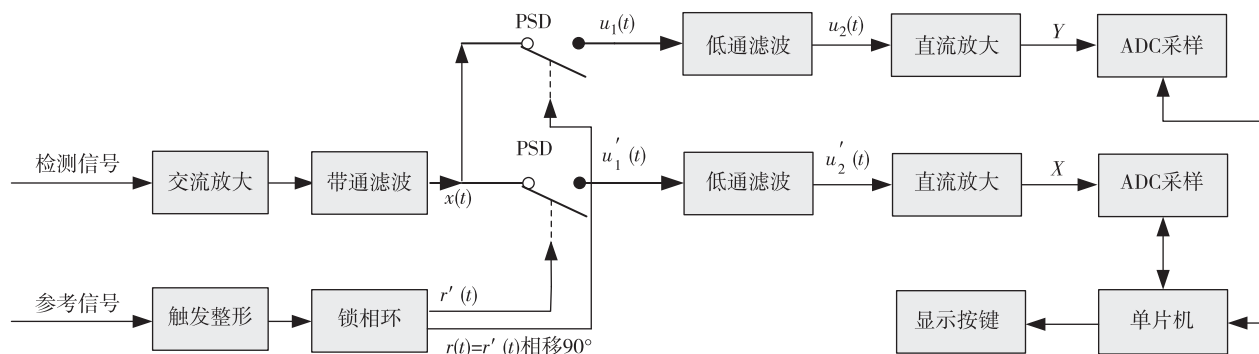 PSD
u₁(t)
低通滤波
u₂(t)
直流放大
Y
ADC采样
检测信号
交流放大
带通滤波
x(t)
PSD
u₁′(t)
低通滤波
u₂′(t)
直流放大
X
ADC采样
参考信号
触发整形
锁相环
r′(t)
r(t)=r′(t)相移90°
显示按键
单片机